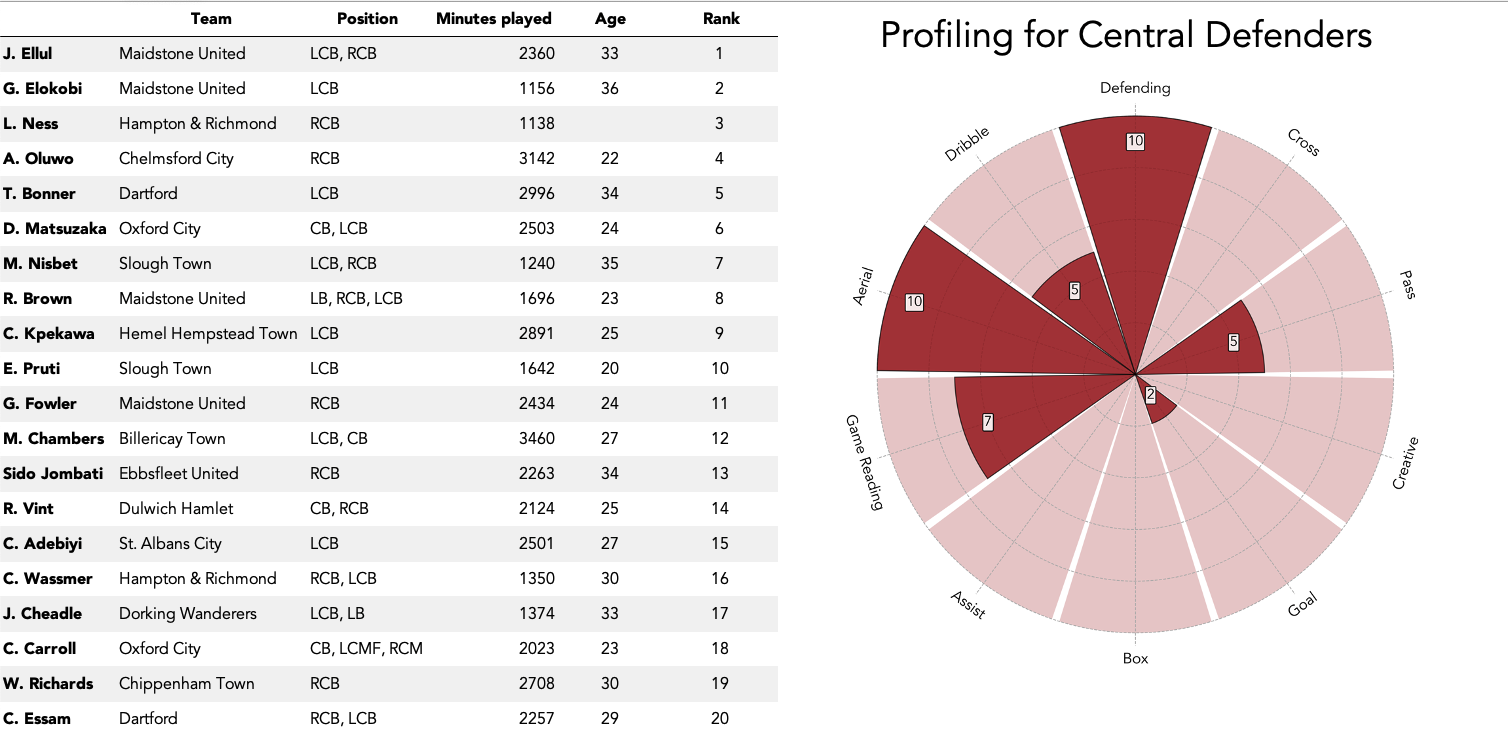 Team Position Minutes played Age Rank
J. Ellul Maidstone United LCB, RCB 2360 33 1
G. Elokobi Maidstone United LCB 1156 36 2
L. Ness Hampton & Richmond RCB 1138 3
A. Oluwo Chelmsford City RCB 3142 22 4
T. Bonner Dartford LCB 2996 34 5
D. Matsuzaka Oxford City CB, LCB 2503 24 6
M. Nisbet Slough Town LCB, RCB 1240 35 7
R. Brown Maidstone United LB, RCB, LCB 1696 23 8
C. Kpekawa Hemel Hempstead Town LCB 2891 25 9
E. Pruti Slough Town LCB 1642 20 10
G. Fowler Maidstone United RCB 2434 24 11
M. Chambers Billericay Town LCB, CB 3460 27 12
Sido Jombati Ebbsfleet United RCB 2263 34 13
R. Vint Dulwich Hamlet CB, RCB 2124 25 14
C. Adebiyi St. Albans City LCB 2501 27 15
C. Wassmer Hampton & Richmond RCB, LCB 1350 30 16
J. Cheadle Dorking Wanderers LCB, LB 1374 33 17
C. Carroll Oxford City CB, LCMF, RCM 2023 23 18
W. Richards Chippenham Town RCB 2708 30 19
C. Essam Dartford RCB, LCB 2257 29 20
Profiling for Central Defenders
Defending
Cross
Pass
Creative
Goal
Box
Assist
Game Reading
Aerial
Dribble
10
5
2
7
10
5